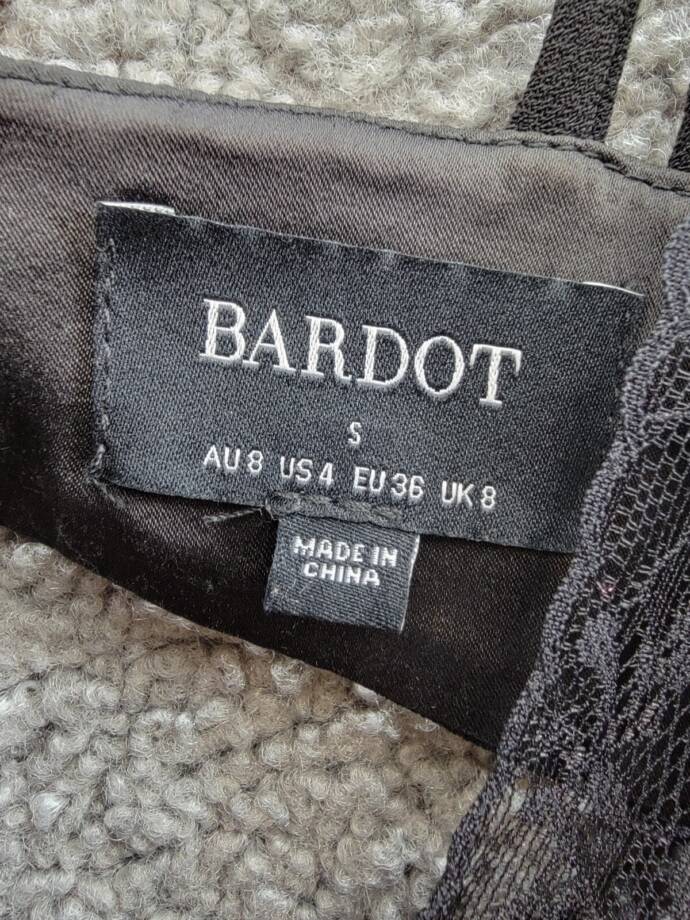 BARDOT
S
AU 8 US 4 EU 36 UK 8
MADE IN
CHINA